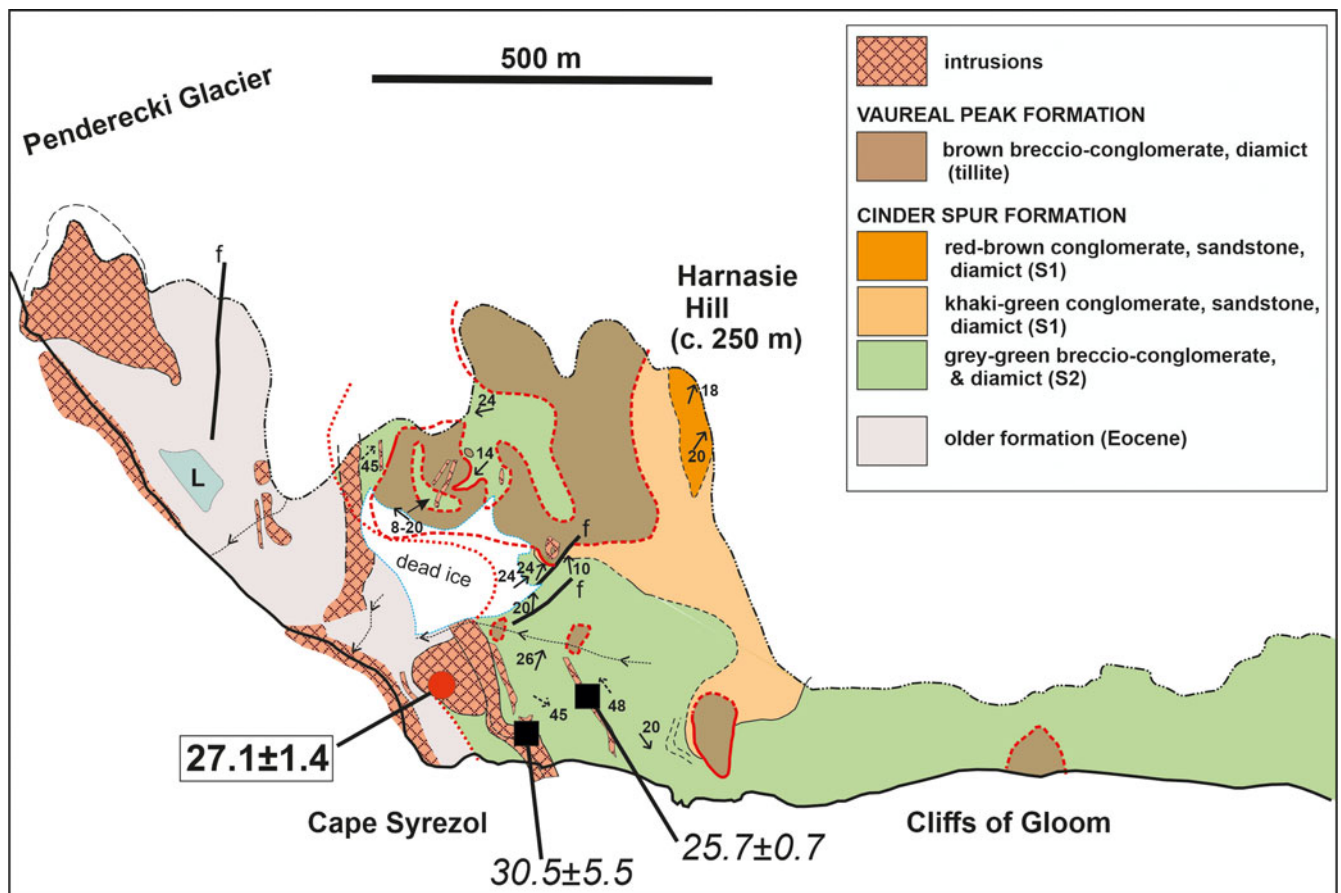 500 m
Penderecki Glacier
intrusions
VAUREAL PEAK FORMATION
brown breccio-conglomerate, diamict
(tillite)
CINDER SPUR FORMATION
red-brown conglomerate, sandstone,
diamict (S1)
khaki-green conglomerate, sandstone,
diamict (S1)
grey-green breccio-conglomerate,
& diamict (S2)
older formation (Eocene)
f
Harnasie
Hill
(c. 250 m)
18
24
20
45
14
L
8-20
f
dead ice
24
24
10
f
20
26
45
48
20
27.1±1.4
Cape Syrezol
Cliffs of Gloom
30.5±5.5
25.7±0.7